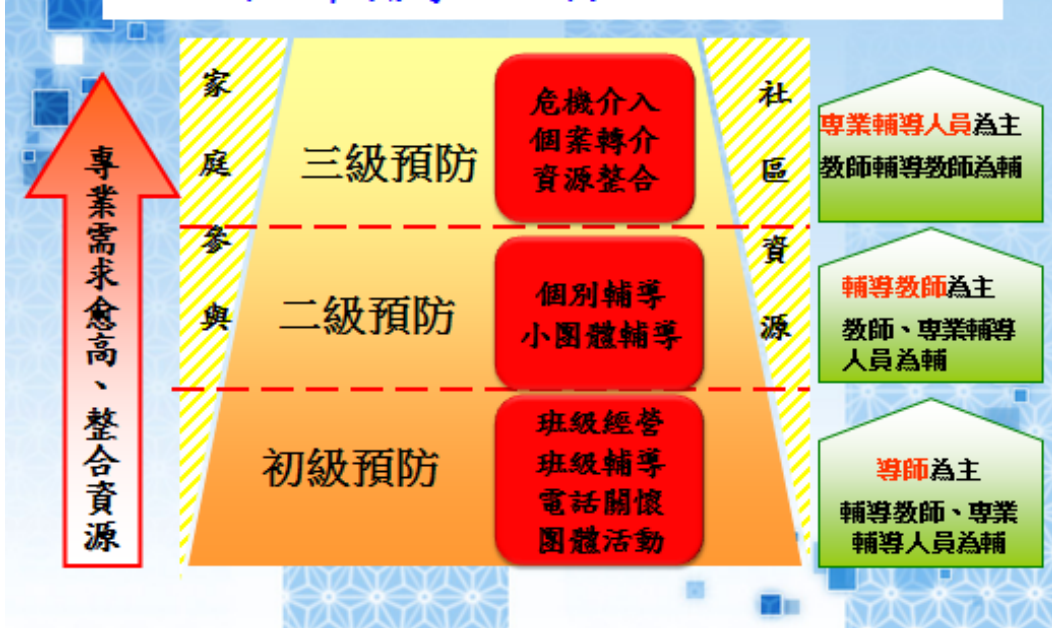 專業需求愈高、整合資源
家庭參與
三級預防
危機介入
個案轉介
資源整合
社區資源
專業輔導人員為主
教師輔導教師為輔
二級預防
個別輔導
小團體輔導
輔導教師為主
教師、專業輔導
人員為輔
初級預防
班級經營
班級輔導
電話關懷
團體活動
導師為主
輔導教師、專業
輔導人員為輔